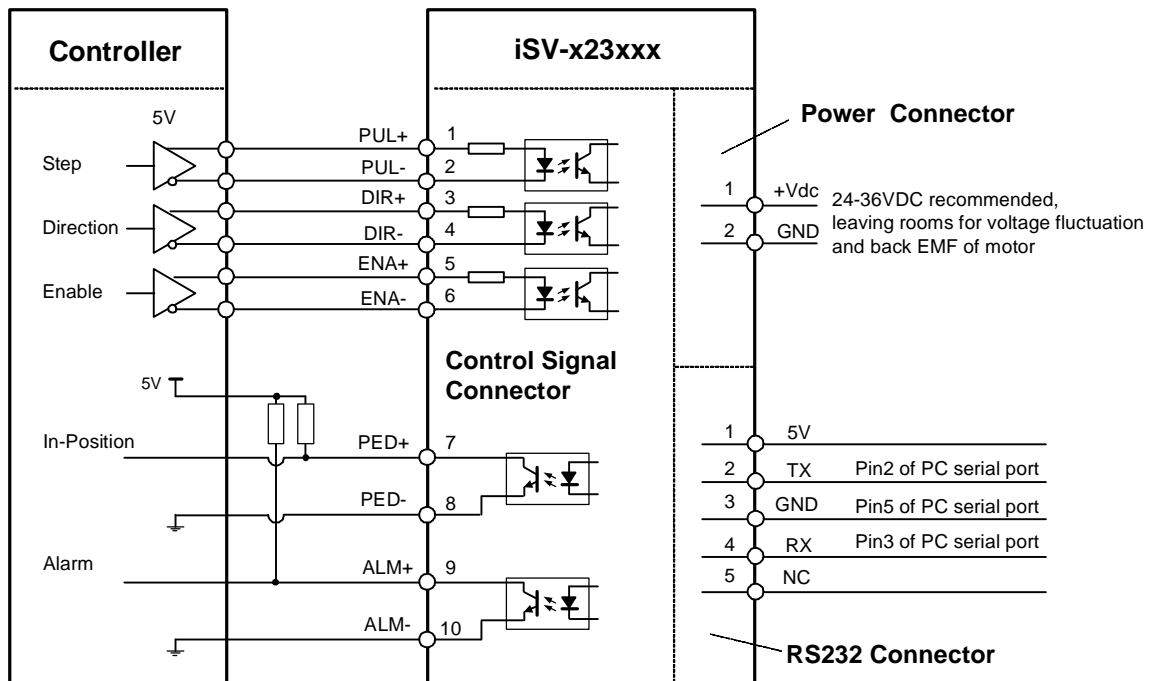 Controller
iSV-x23xxx
5V
Step
Direction
Enable
PUL+
1
PUL-
2
DIR+
3
DIR-
4
ENA+
5
ENA-
6
Control Signal
Connector
5V
In-Position
PED+
7
PED-
8
Alarm
ALM+
9
ALM-
10
Power Connector
1
+Vdc
2
GND
24-36VDC recommended,
leaving rooms for voltage fluctuation
and back EMF of motor
1
5V
2
TX
Pin2 of PC serial port
3
GND
Pin5 of PC serial port
4
RX
Pin3 of PC serial port
5
NC
RS232 Connector